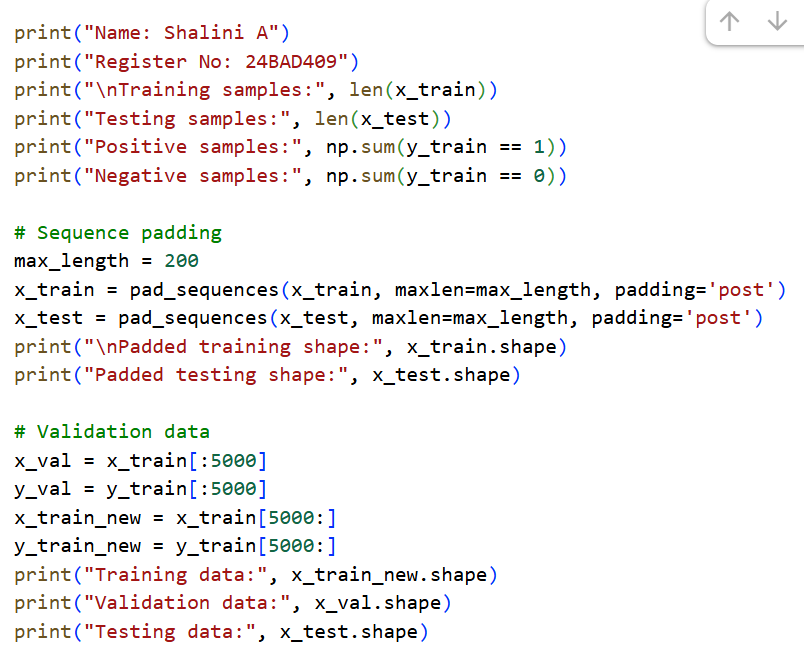 print("Name: Shalini A")
print("Register No: 24BAD409")
print("\nTraining samples:", len(x_train))
print("Testing samples:", len(x_test))
print("Positive samples:", np.sum(y_train == 1))
print("Negative samples:", np.sum(y_train == 0))
# Sequence padding
max_length = 200
x_train = pad_sequences(x_train, maxlen=max_length, padding='post')
x_test = pad_sequences(x_test, maxlen=max_length, padding='post')
print("\nPadded training shape:", x_train.shape)
print("Padded testing shape:", x_test.shape)
# Validation data
x_val = x_train[:5000]
y_val = y_train[:5000]
x_train_new = x_train[5000:]
y_train_new = y_train[5000:]
print("Training data:", x_train_new.shape)
print("Validation data:", x_val.shape)
print("Testing data:", x_test.shape)